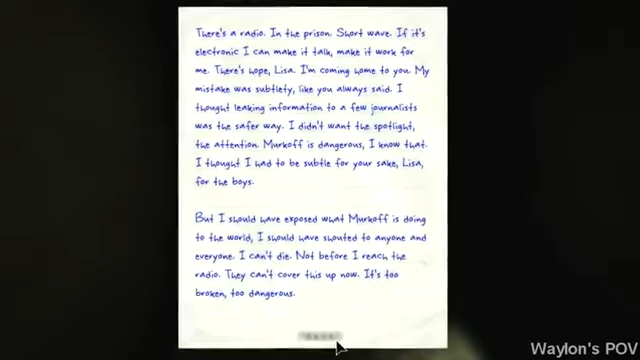 There's a radio. In the prison. Short wave. If it's
electronic I can make it talk, make it work for
me. There's hope, Lisa. I'm coming home to you. My
mistake was subtlety, like you always said. I
thought leaking information to a few journalists
was the safer way. I didn't want the spotlight,
the attention. Murkoff is dangerous, I know that.
I thought I had to be subtle for your sake, Lisa,
for the boys.
But I should have exposed what Murkoff is doing
to the world, I should have shouted to anyone and
everyone. I can't die. Not before I reach the
radio. They can't cover this up now. It's too
broken, too dangerous.
Waylon's POV